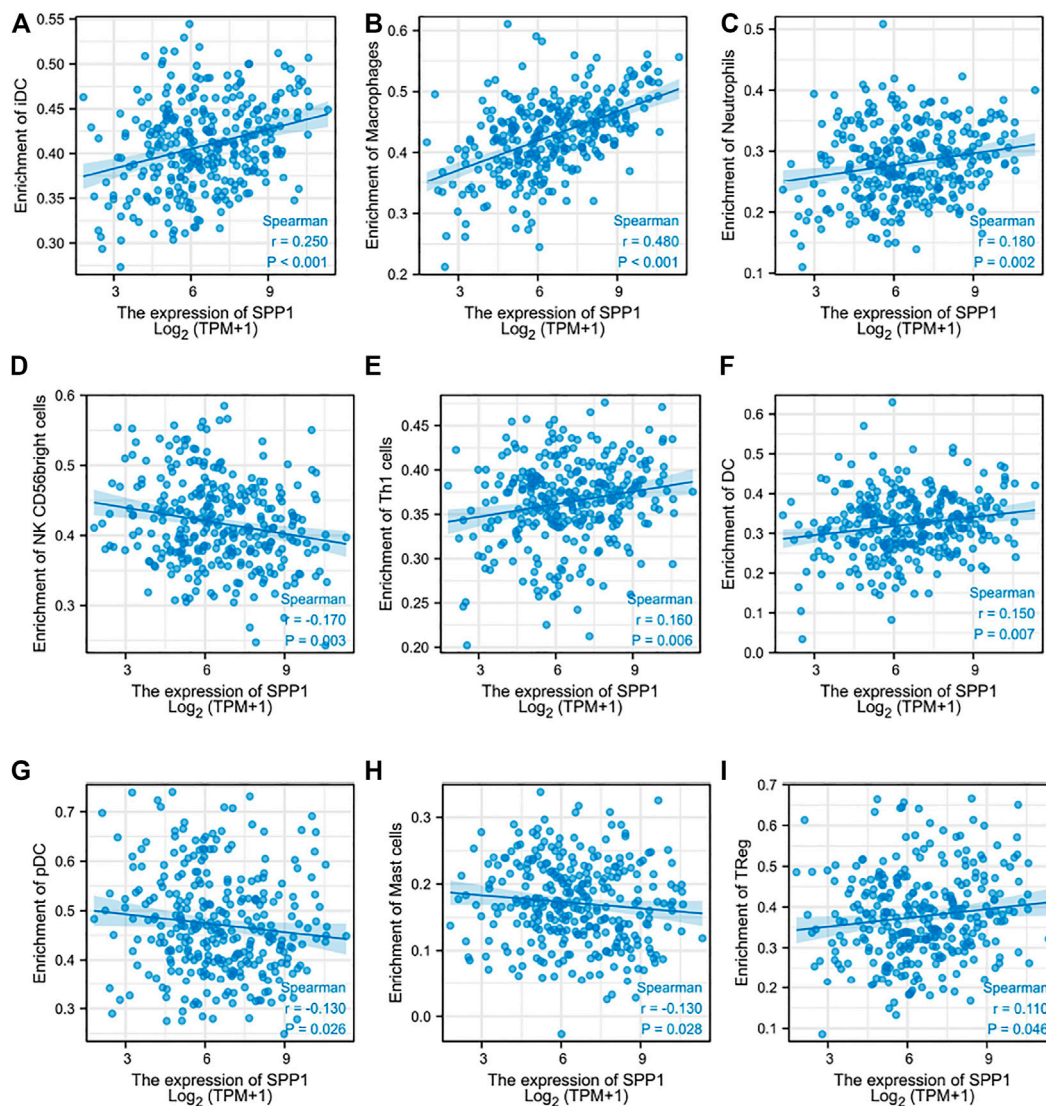 A
Enrichment of iDC
0.55
0.50
0.45
0.40
0.35
0.30
Spearman
r = 0.250
P < 0.001
3 6 9
The expression of SPP1
Log2 (TPM+1)
B
Enrichment of Macrophages
0.6
0.5
0.4
0.3
0.2
Spearman
r = 0.480
P < 0.001
3 6 9
The expression of SPP1
Log2 (TPM+1)
C
Enrichment of Neutrophils
0.5
0.4
0.3
0.2
0.1
Spearman
r = 0.180
P = 0.002
3 6 9
The expression of SPP1
Log2 (TPM+1)
D
Enrichment of NK CD56bright cells
0.6
0.5
0.4
0.3
Spearman
r = -0.170
P = 0.003
3 6 9
The expression of SPP1
Log2 (TPM+1)
E
Enrichment of Th1 cells
0.45
0.40
0.35
0.30
0.25
0.20
Spearman
r = 0.160
P = 0.006
3 6 9
The expression of SPP1
Log2 (TPM+1)
F
Enrichment of DC
0.6
0.5
0.4
0.3
0.2
0.1
0.0
Spearman
r = 0.150
P = 0.007
3 6 9
The expression of SPP1
Log2 (TPM+1)
G
Enrichment of pDC
0.7
0.6
0.5
0.4
0.3
Spearman
r = -0.130
P = 0.026
3 6 9
The expression of SPP1
Log2 (TPM+1)
H
Enrichment of Mast cells
0.3
0.2
0.1
0.0
Spearman
r = -0.130
P = 0.028
3 6 9
The expression of SPP1
Log2 (TPM+1)
I
Enrichment of TReg
0.7
0.6
0.5
0.4
0.3
0.2
0.1
Spearman
r = 0.110
P = 0.046
3 6 9
The expression of SPP1
Log2 (TPM+1)